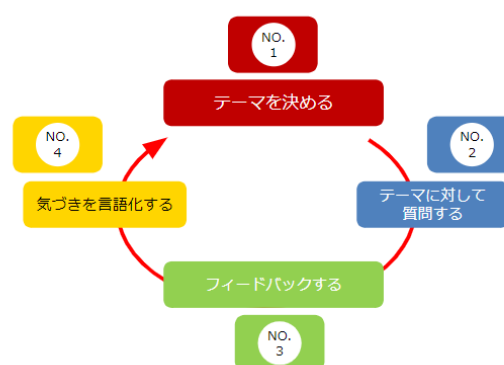 NO.
1
テーマを決める
NO.
2
テーマに対して
質問する
NO.
3
フィードバックする
NO.
4
気づきを言語化する